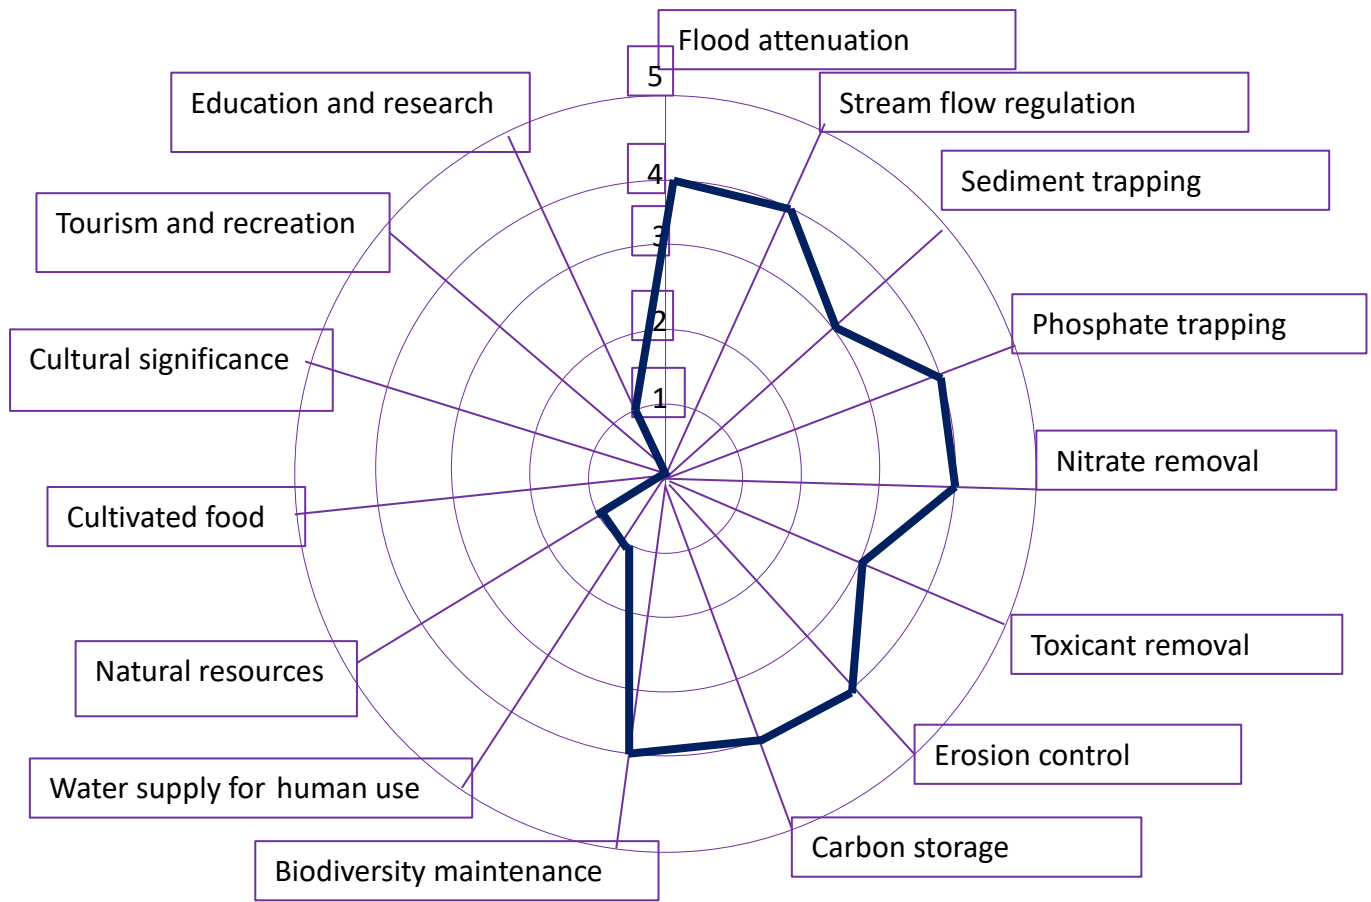 Flood attenuation
5
Education and research
Stream flow regulation
4
Sediment trapping
Tourism and recreation
3
2
Phosphate trapping
Cultural significance
1
Nitrate removal
Cultivated food
Toxicant removal
Natural resources
Erosion control
Water supply for human use
Carbon storage
Biodiversity maintenance